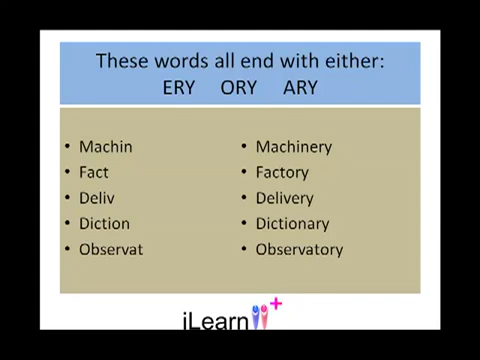 These words all end with either:
ERY ORY ARY
• Machin
• Fact
• Deliv
• Diction
• Observat
• Machinery
• Factory
• Delivery
• Dictionary
• Observatory
iLearn